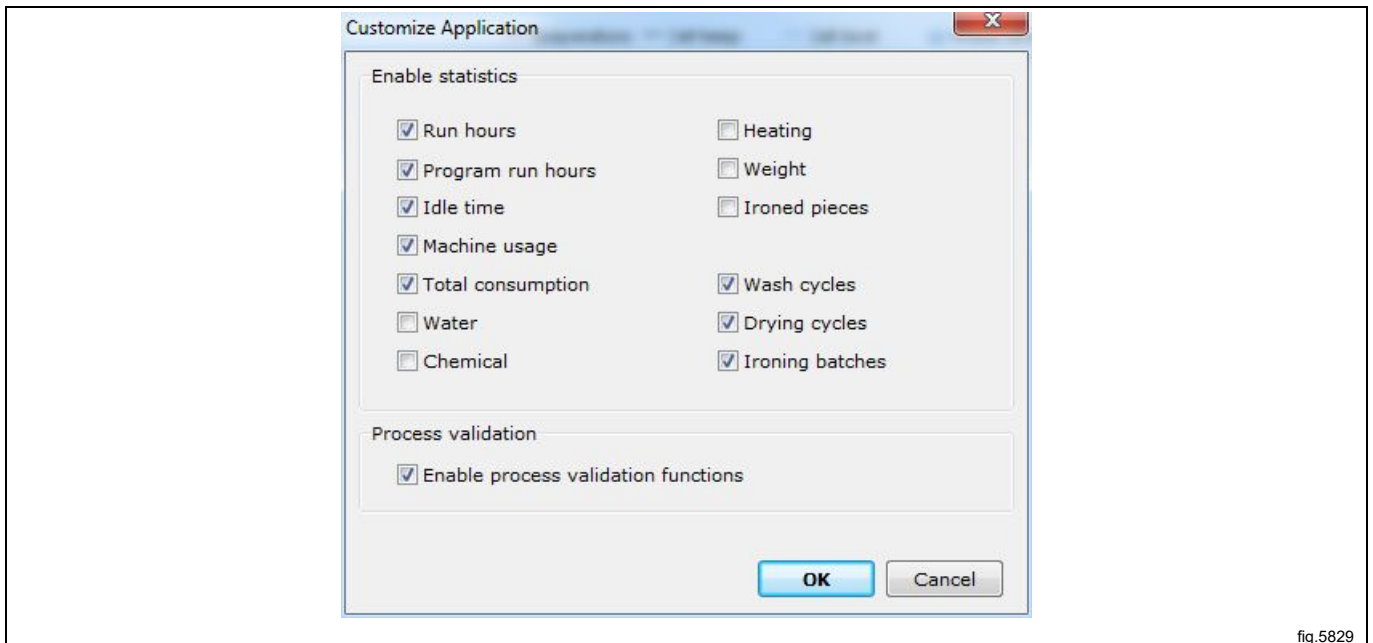 Customize Application
Enable statistics
Run hours
Heating
Program run hours
Weight
Idle time
Ironed pieces
Machine usage
Total consumption
Wash cycles
Water
Drying cycles
Chemical
Ironing batches
Process validation
Enable process validation functions
OK
Cancel
fig.5829